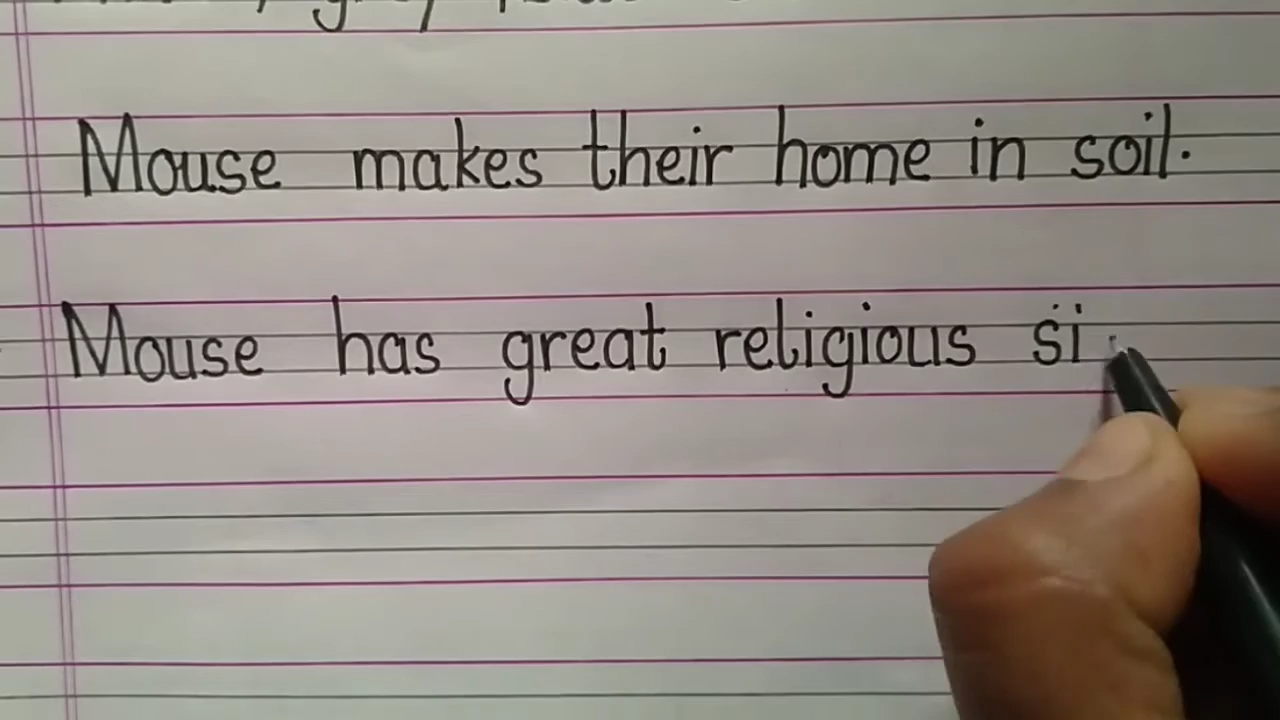 Mouse makes their home in soil.
Mouse has great religious si